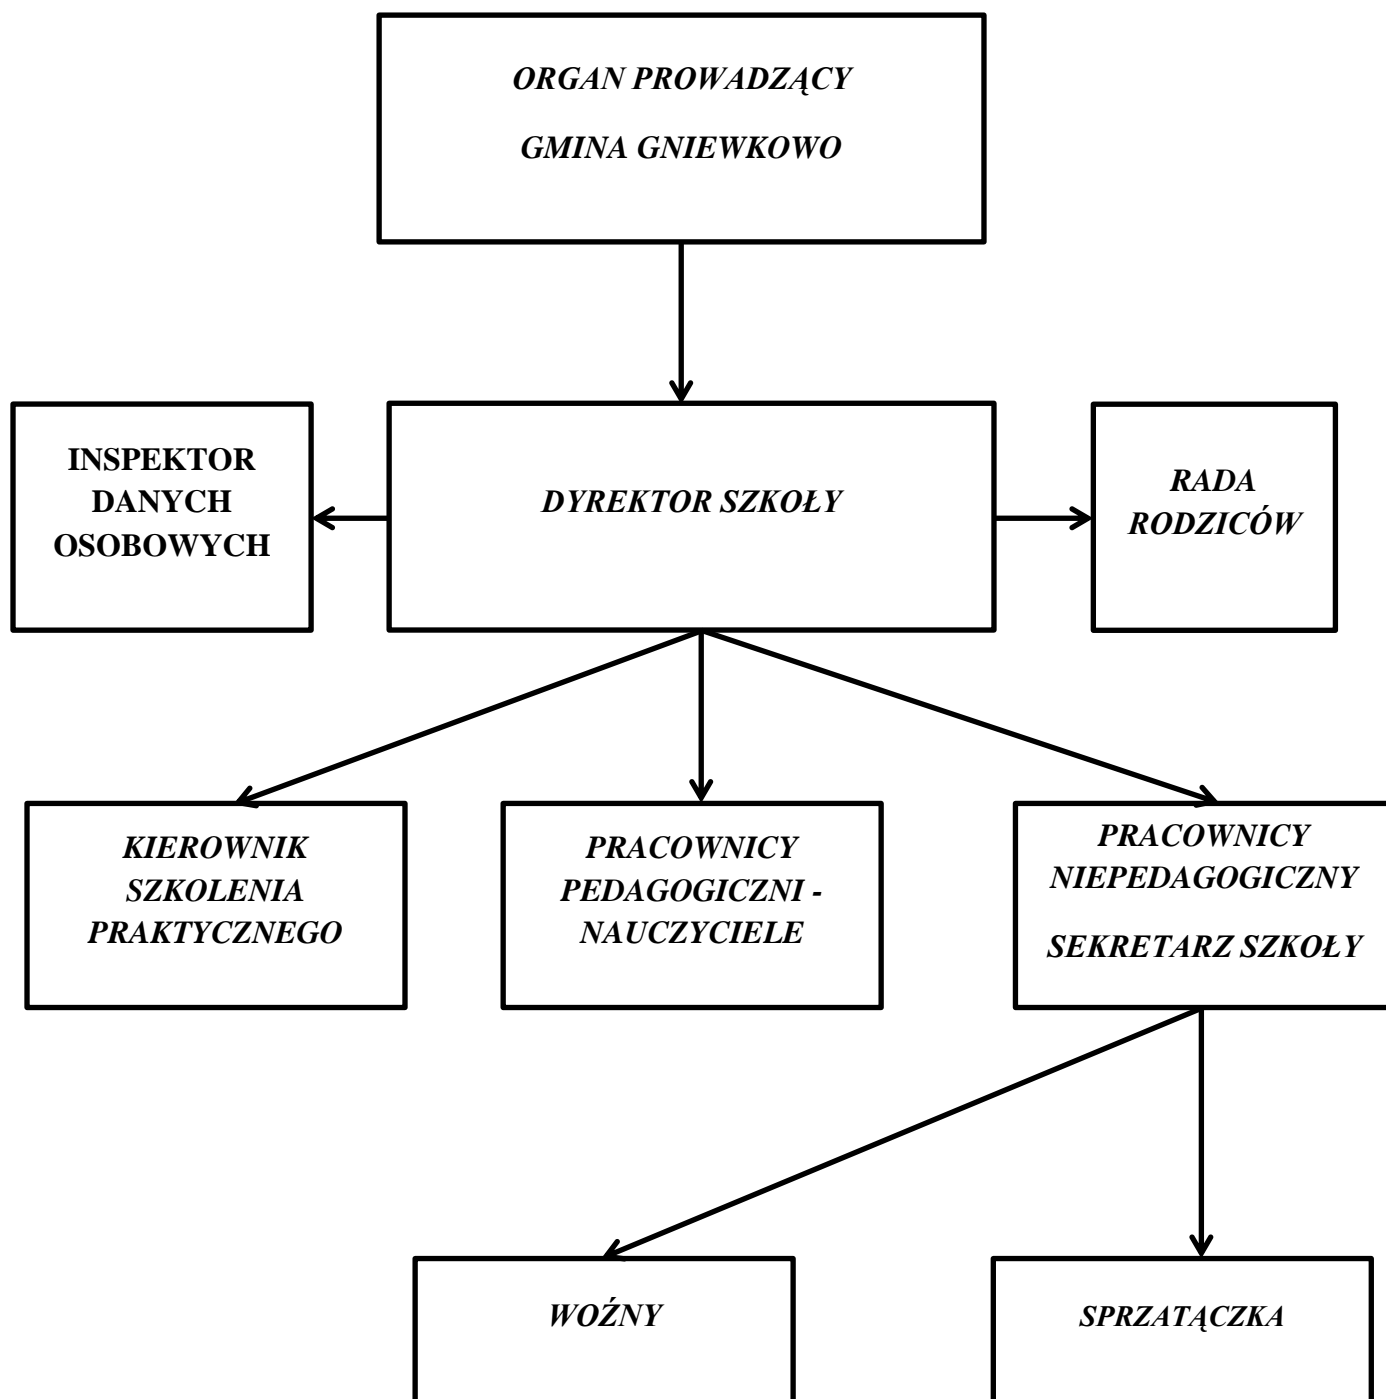 ORGAN PROWADZĄCY
GMINA GNIEWKOWO
INSPEKTOR
DANYCH
OSOBOWYCH
DYREKTOR SZKOŁY
RADA
RODZICÓW
KIEROWNIK
SZKOLENIA
PRAKTYCZNEGO
PRACOWNICY
PEDAGOGICZNI -
NAUCZYCIELE
PRACOWNICY
NIEPEDAGOGICZNY
SEKRETARZ SZKOŁY
WOŹNY
SPRZATĄCZKA